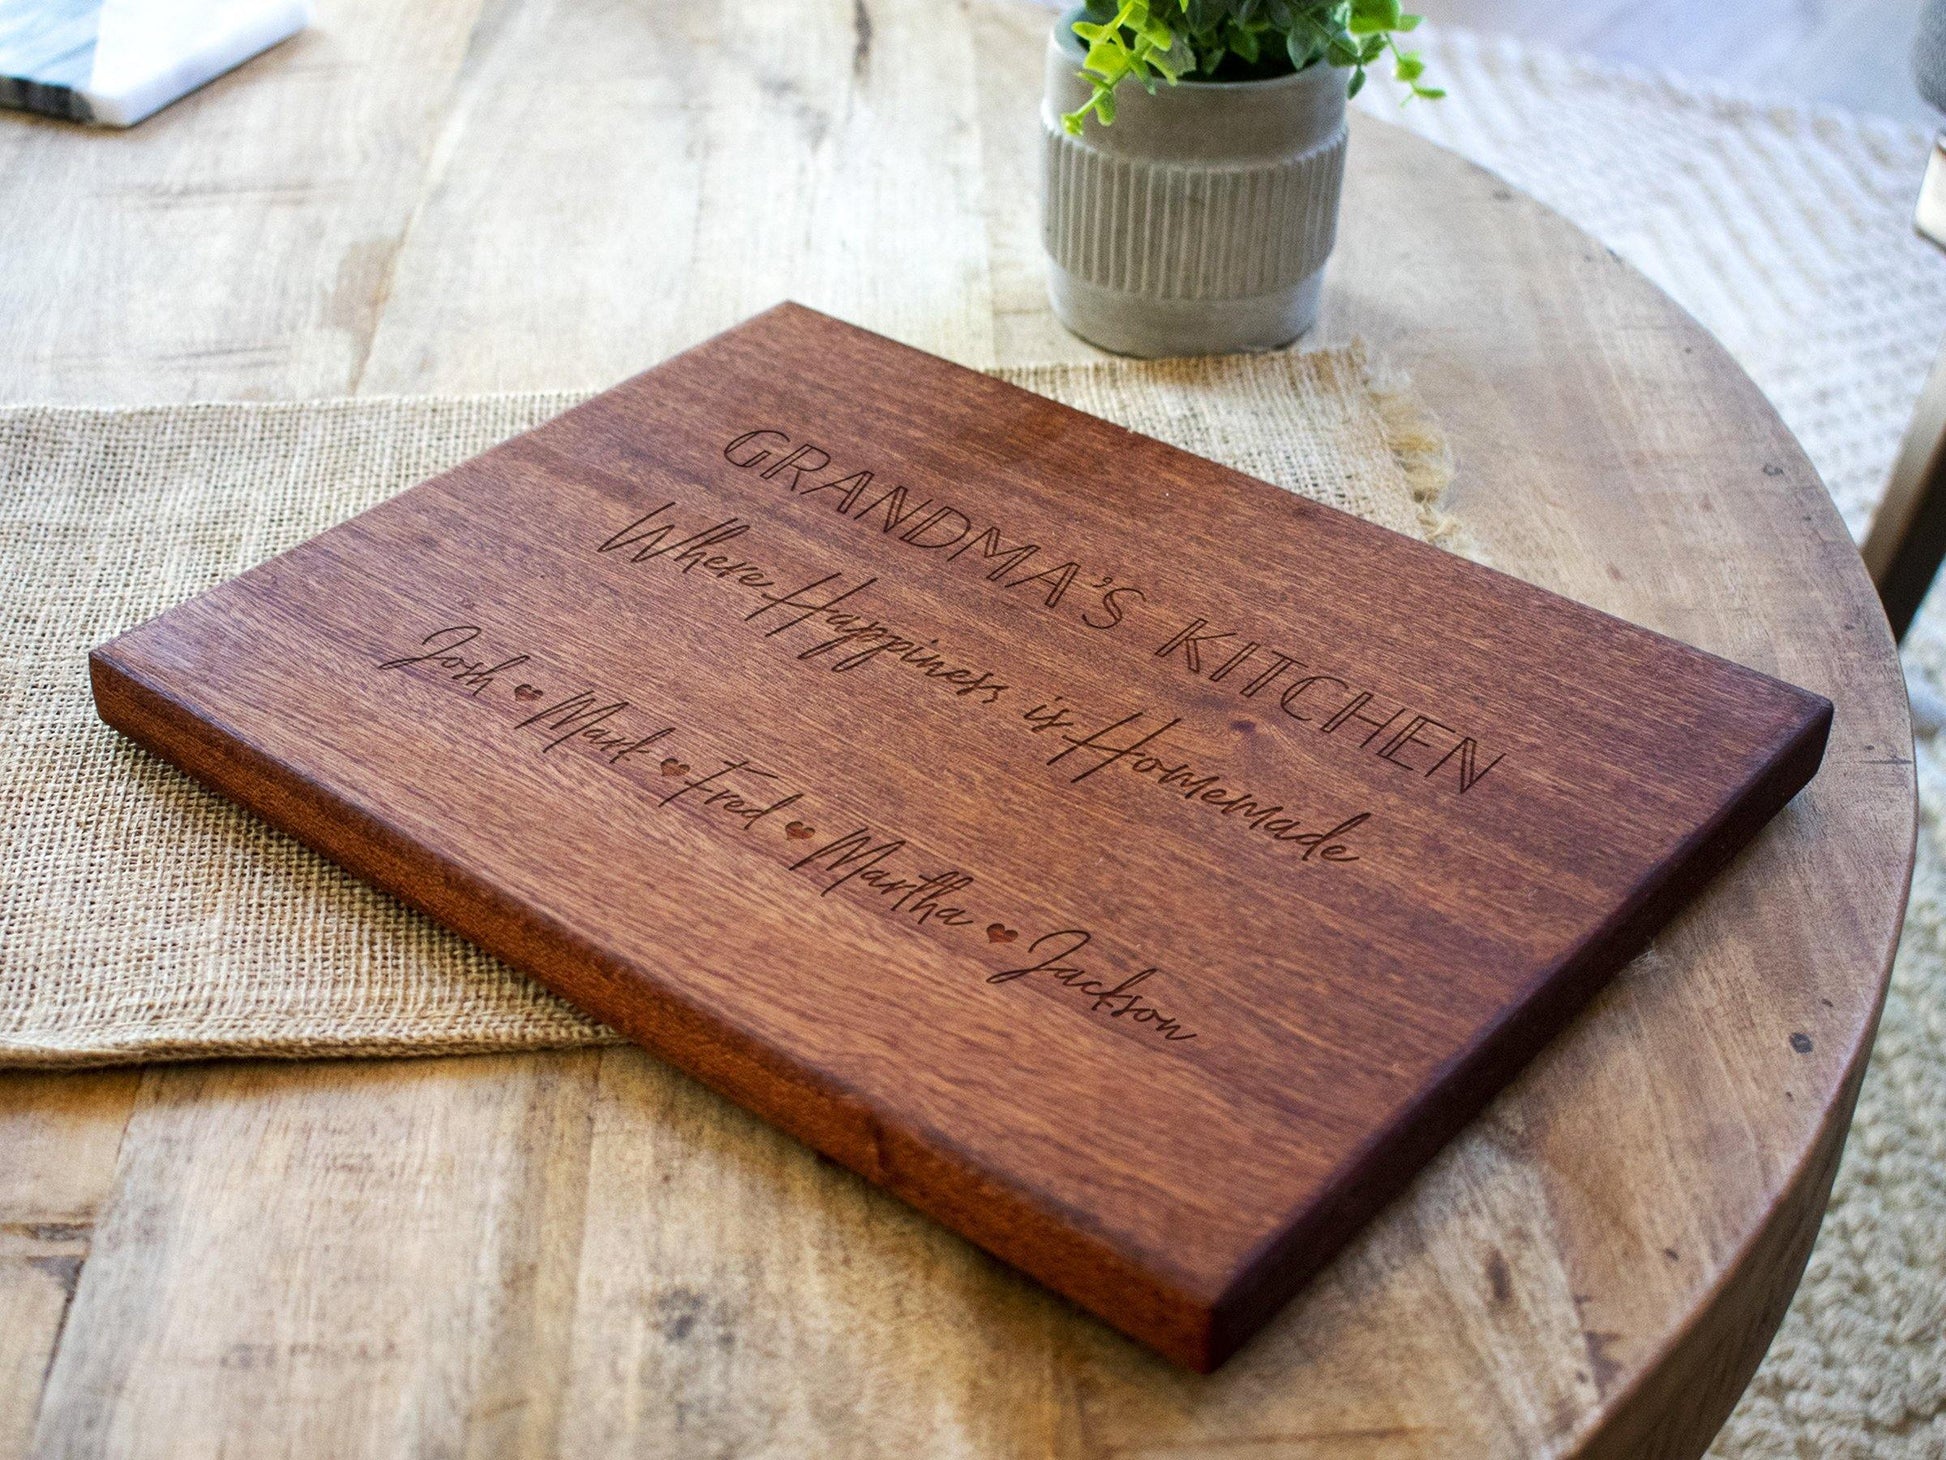 GRANDMA'S KITCHEN
Where Happiness is Homemade
Josh ♥ Mark ♥ Fred ♥ Martha ♥ Jackson